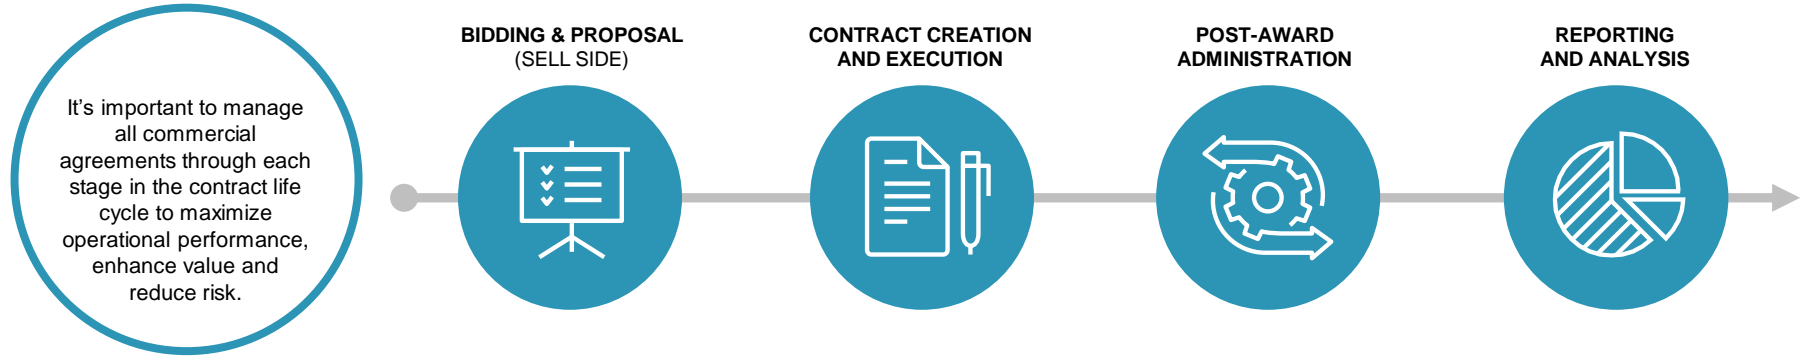 It's important to manage
all commercial
agreements through each
stage in the contract life
cycle to maximize
operational performance,
enhance value and
reduce risk.
BIDDING & PROPOSAL
(SELL SIDE)
CONTRACT CREATION
AND EXECUTION
POST-AWARD
ADMINISTRATION
REPORTING
AND ANALYSIS